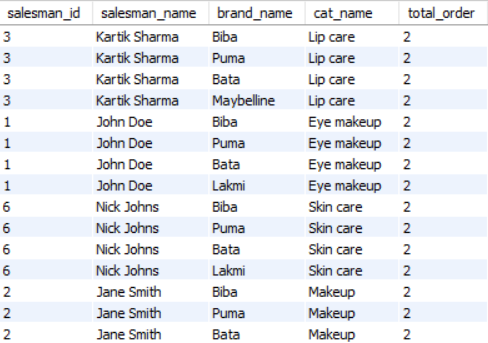 salesman_id salesman_name brand_name cat_name total_order
3 Kartik Sharma Biba Lip care 2
3 Kartik Sharma Puma Lip care 2
3 Kartik Sharma Bata Lip care 2
3 Kartik Sharma Maybelline Lip care 2
1 John Doe Biba Eye makeup 2
1 John Doe Puma Eye makeup 2
1 John Doe Bata Eye makeup 2
1 John Doe Lakmi Eye makeup 2
6 Nick Johns Biba Skin care 2
6 Nick Johns Puma Skin care 2
6 Nick Johns Bata Skin care 2
6 Nick Johns Lakmi Skin care 2
2 Jane Smith Biba Makeup 2
2 Jane Smith Puma Makeup 2
2 Jane Smith Bata Makeup 2